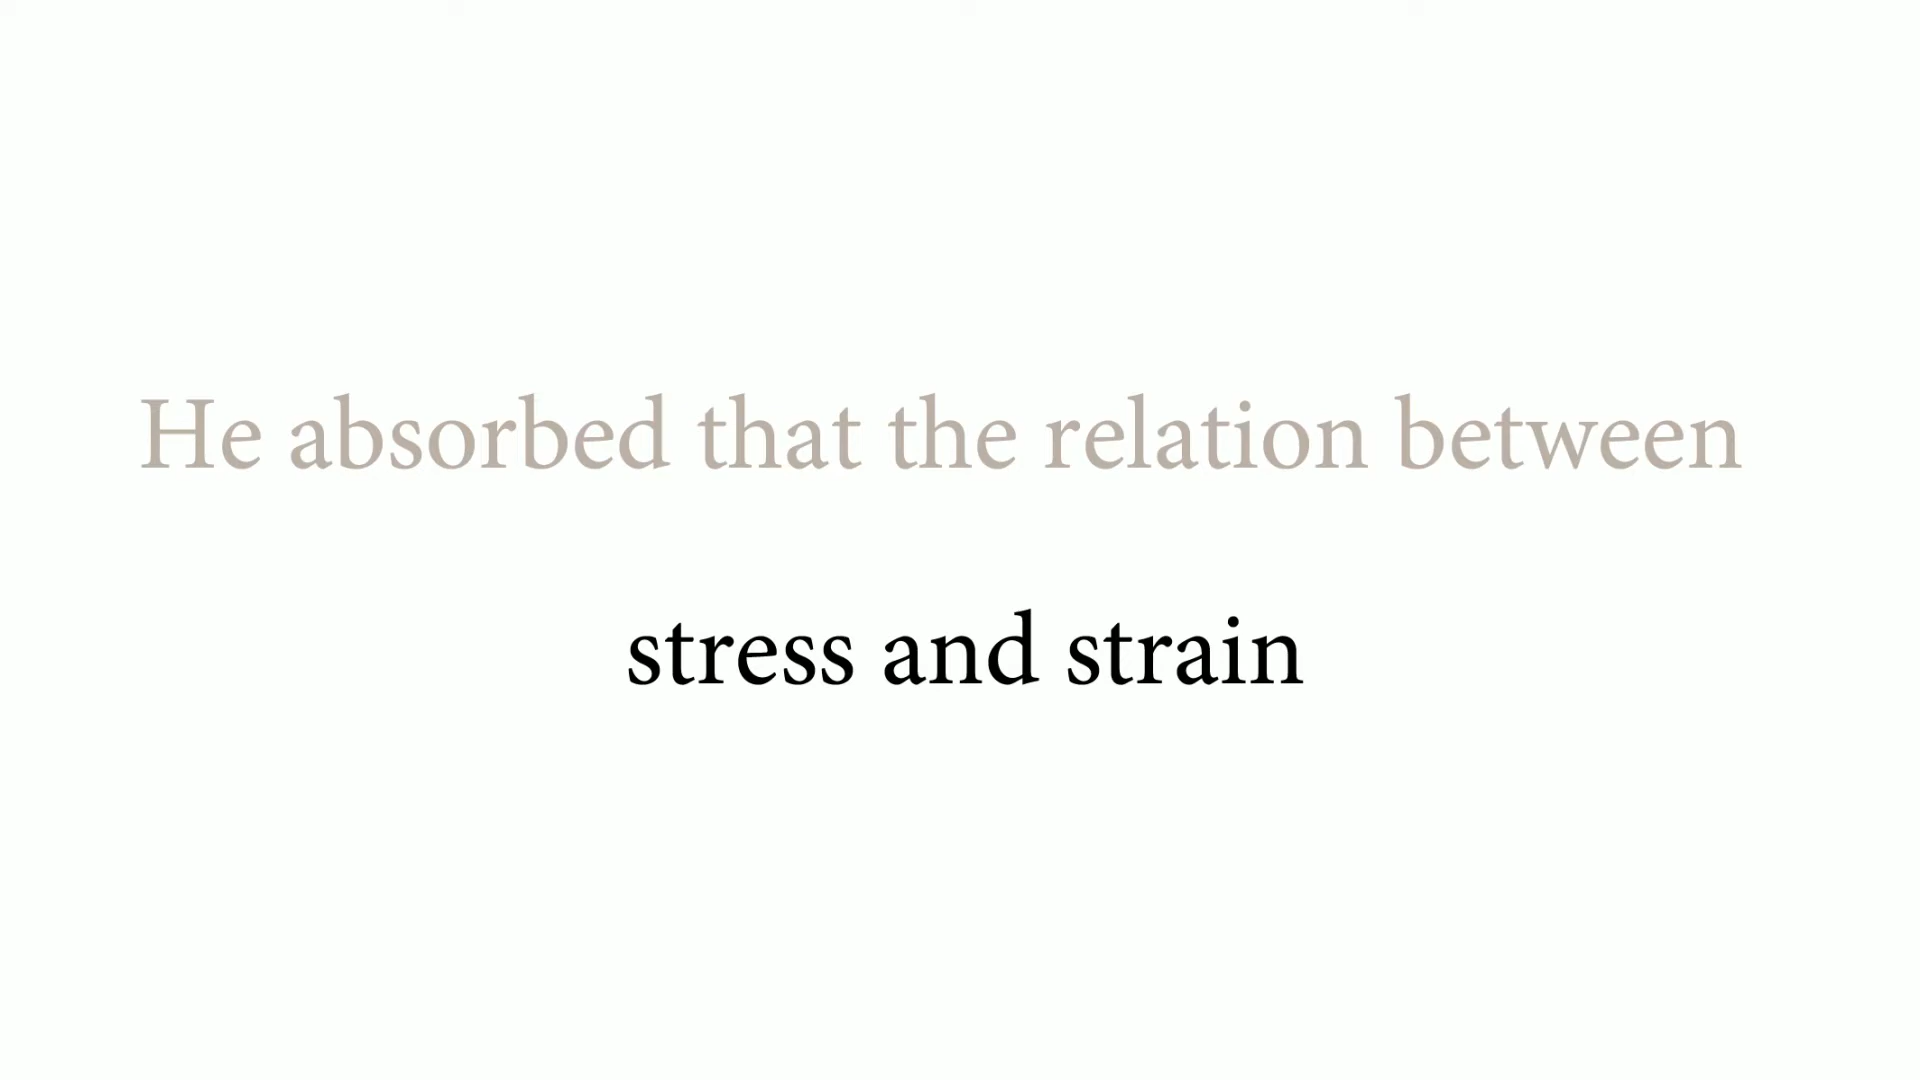 He absorbed that the relation between
stress and strain